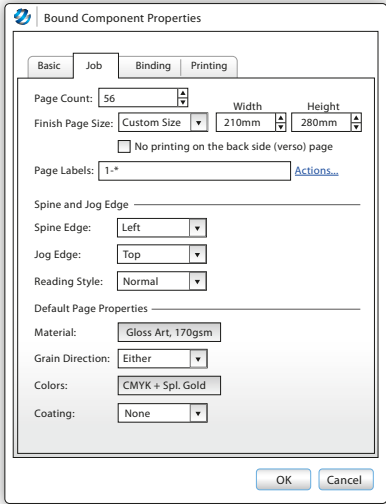 Bound Component Properties
Basic Job Binding Printing
Page Count: 56
Width Height
Finish Page Size: Custom Size 210mm 280mm
No printing on the back side (verso) page
Page Labels: 1-* Actions...
Spine and Jog Edge
Spine Edge: Left
Jog Edge: Top
Reading Style: Normal
Default Page Properties
Material: Gloss Art, 170gsm
Grain Direction: Either
Colors: CMYK + Spl. Gold
Coating: None
OK Cancel